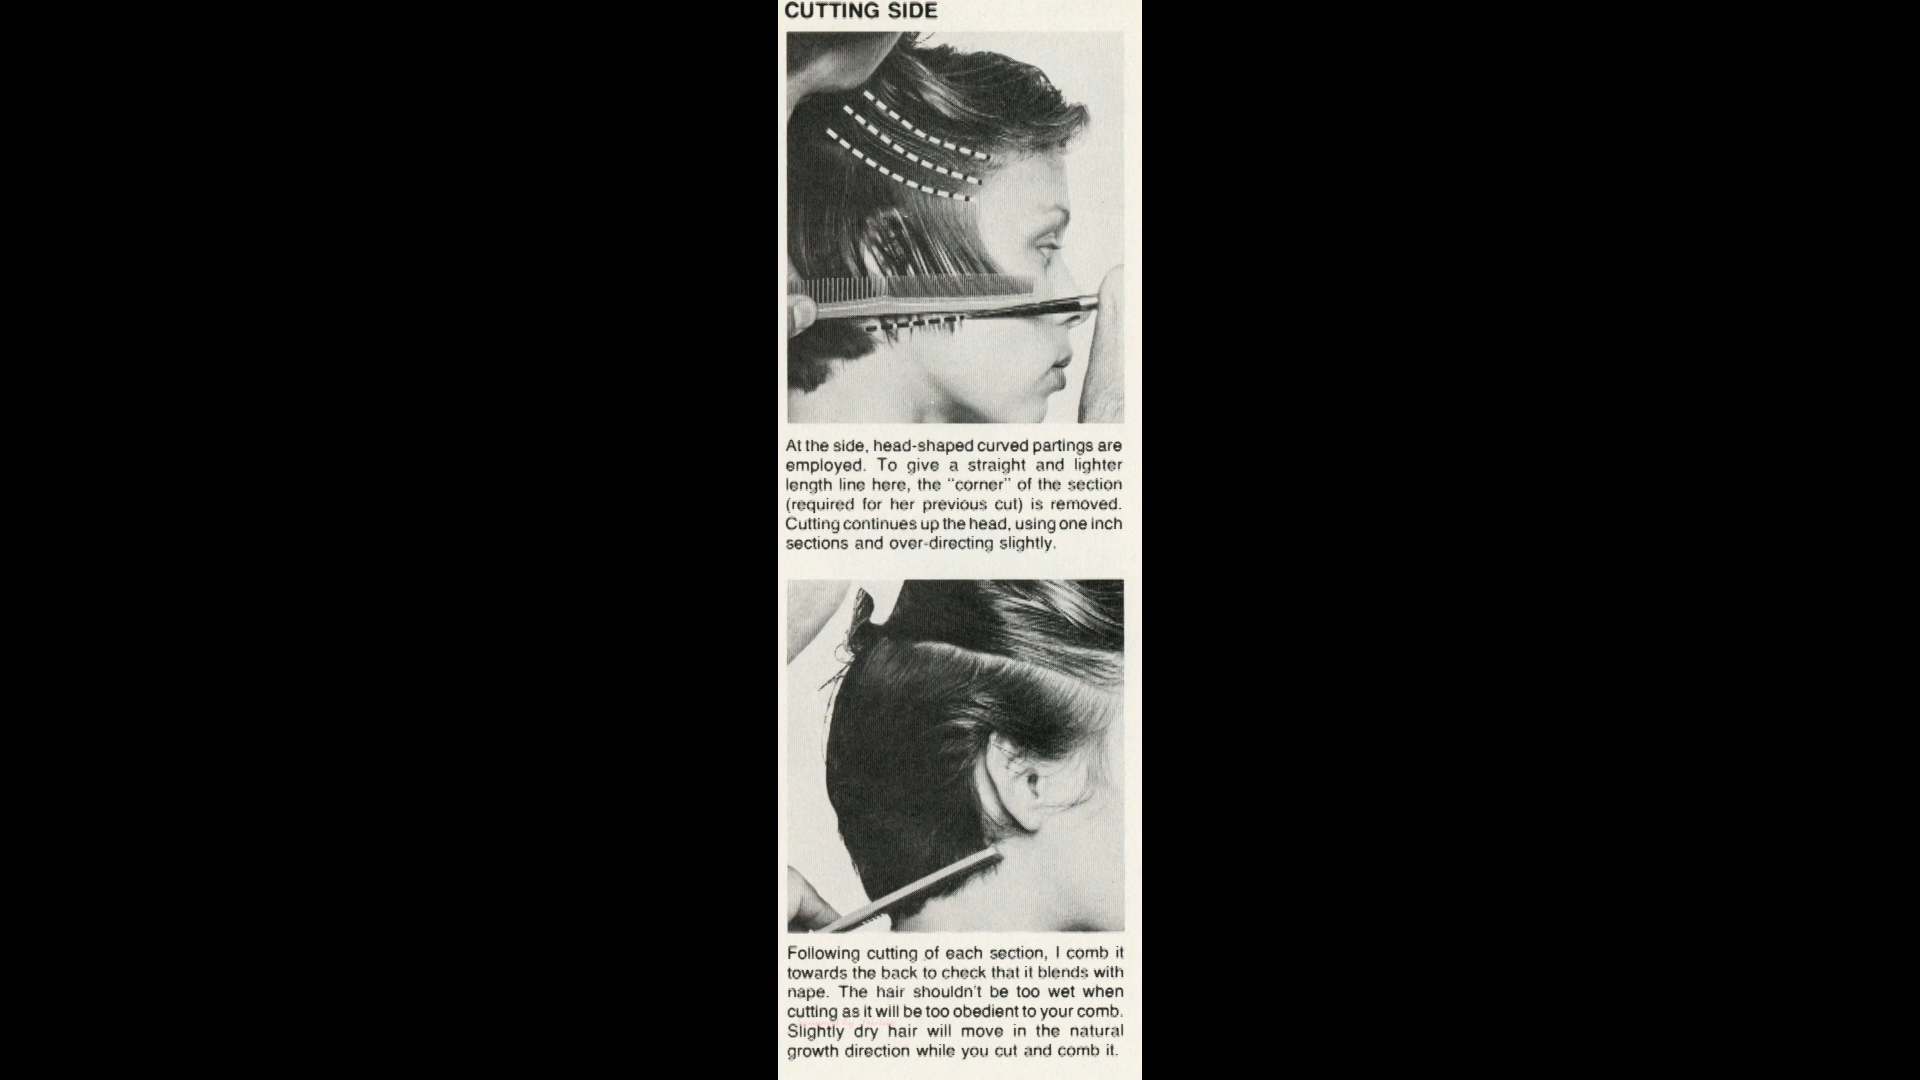 CUTTING SIDE
At the side, head-shaped curved partings are
employed. To give a straight and lighter
length line here, the "corner" of the section
(required for her previous cut) is removed.
Cutting continues up the head, using one inch
sections and over-directing slightly.
Following cutting of each section, I comb it
towards the back to check that it blends with
nape. The hair shouldn't be too wet when
cutting as it will be too obedient to your comb.
Slightly dry hair will move in the natural
growth direction while you cut and comb it.